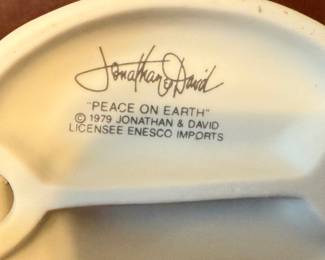 Jonathan & David
"PEACE ON EARTH"
© 1979 JONATHAN & DAVID
LICENSEE ENESCO IMPORTS